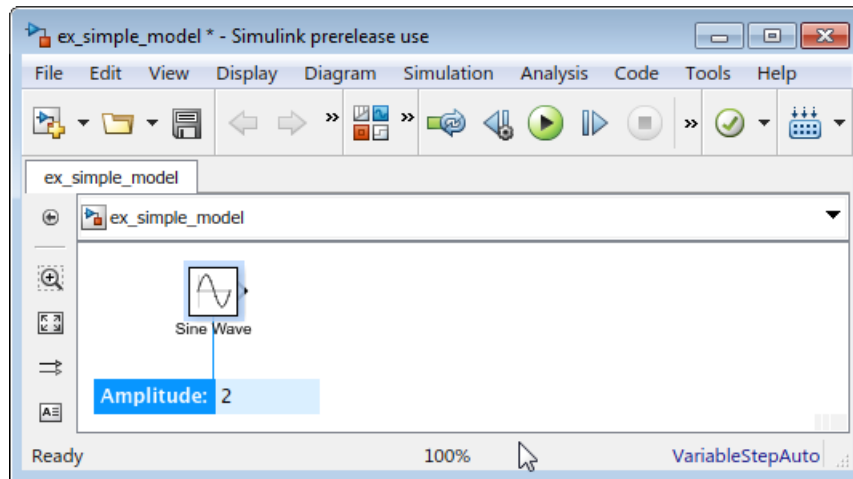 ex_simple_model * - Simulink prerelease use
File Edit View Display Diagram Simulation Analysis Code Tools Help
ex_simple_model
ex_simple_model
Sine Wave
Amplitude: 2
Ready 100% VariableStepAuto